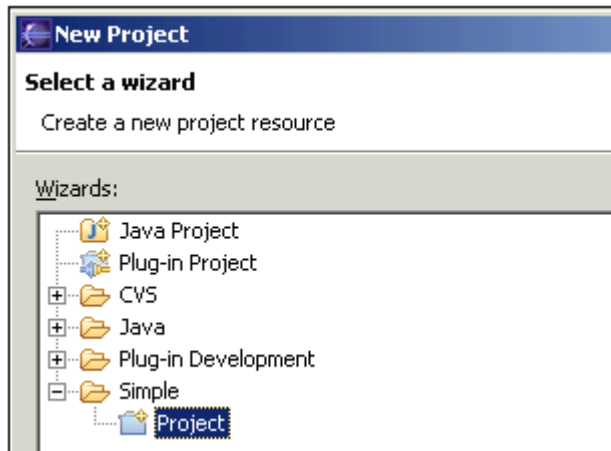 New Project
Select a wizard
Create a new project resource
Wizards:
Java Project
Plug-in Project
CVS
Java
Plug-in Development
Simple
Project